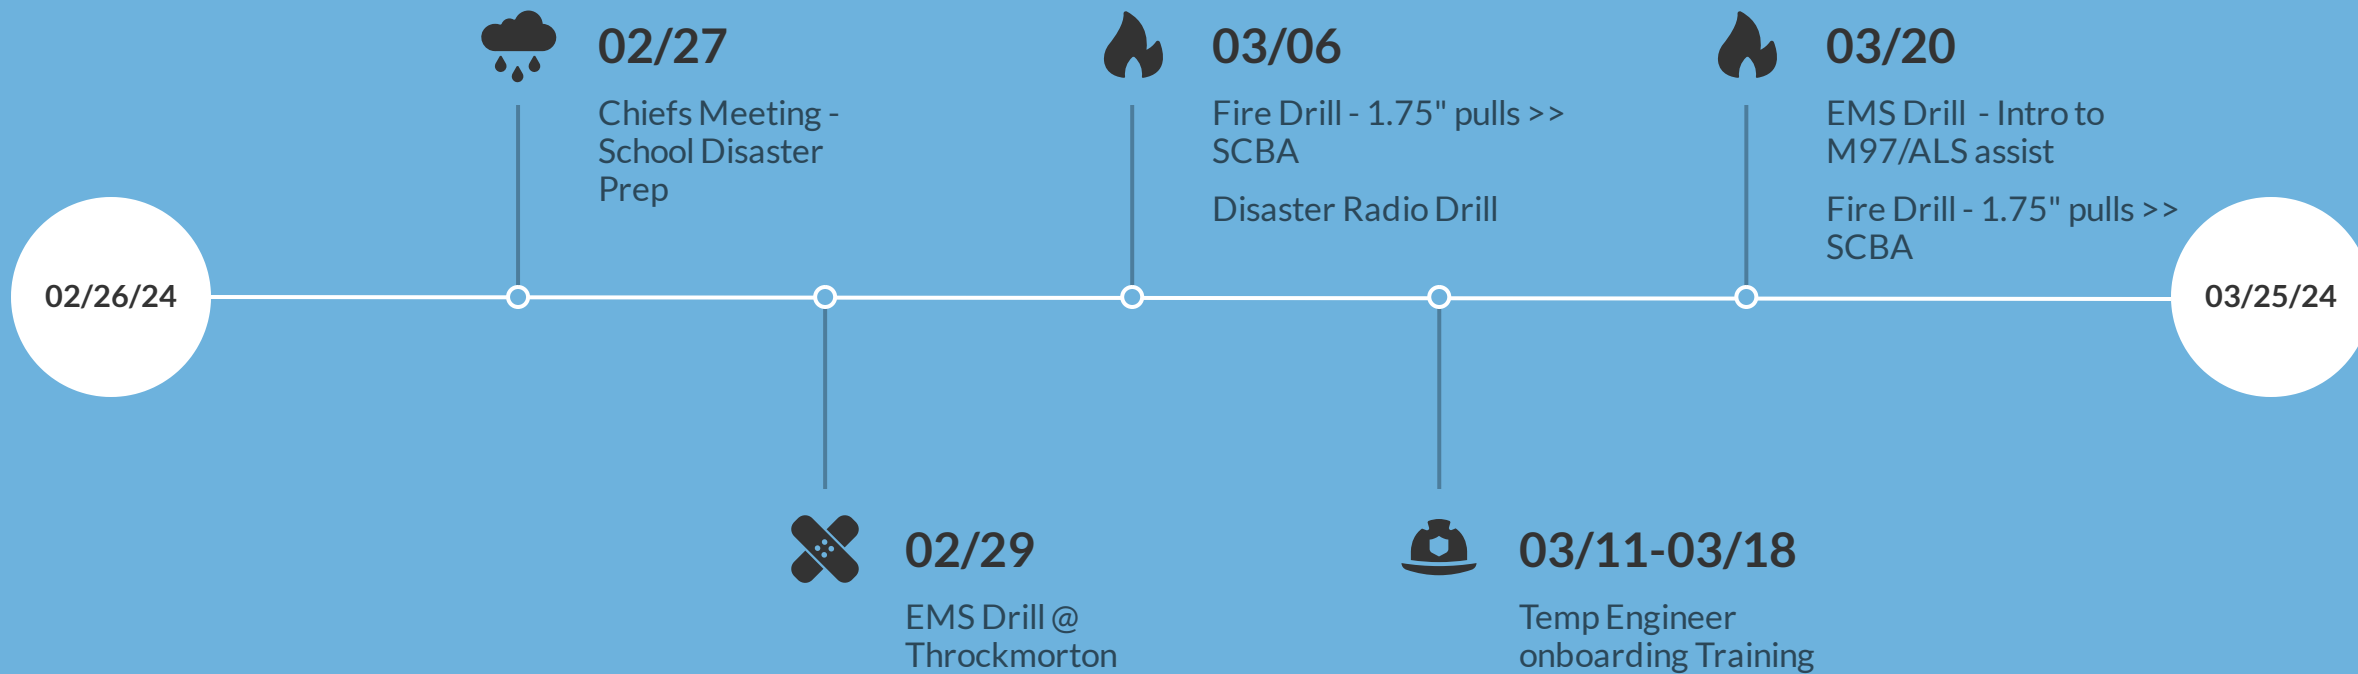 02/26/24
02/27
Chiefs Meeting -
School Disaster
Prep
02/29
EMS Drill @
Throckmorton
03/06
Fire Drill - 1.75" pulls >>
SCBA
Disaster Radio Drill
03/11-03/18
Temp Engineer
onboarding Training
03/20
EMS Drill  - Intro to
M97/ALS assist
Fire Drill - 1.75" pulls >>
SCBA
03/25/24